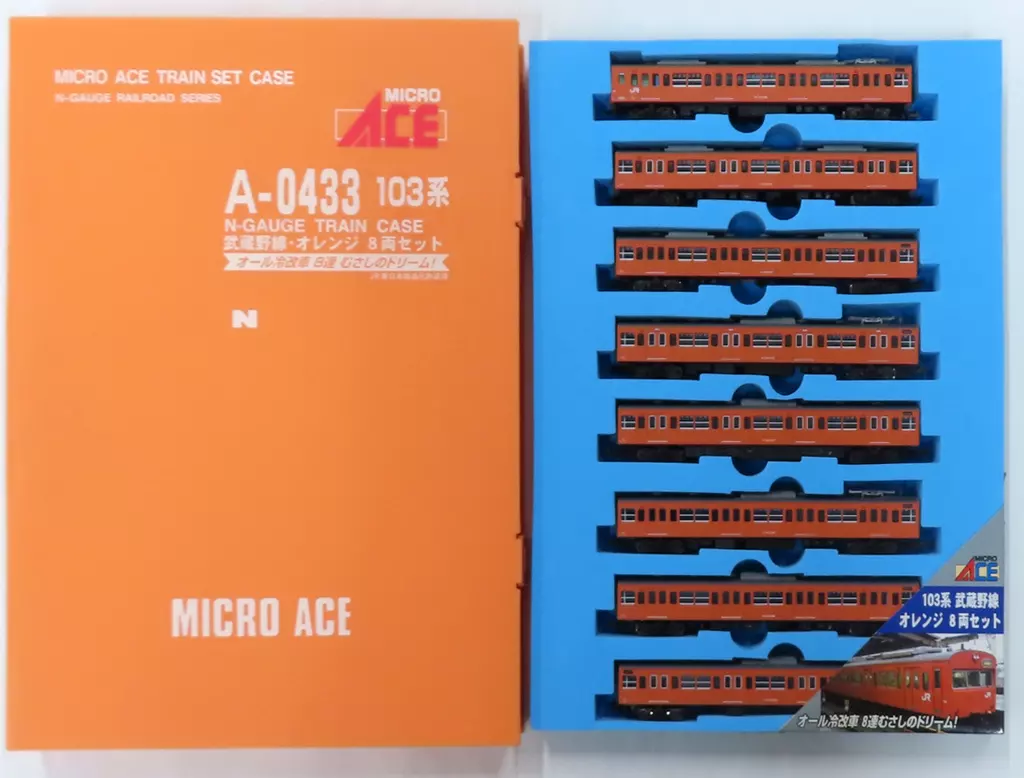 MICRO ACE TRAIN SET CASE
N-GAUGE RAILROAD SERIES
MICRO
ACE
A-0433 103系
N-GAUGE TRAIN CASE
武蔵野線・オレンジ 8両セット
オール冷改車 8連 むさしのドリーム!
N
MICRO ACE
MICRO
ACE
103系 武蔵野線
オレンジ 8両セット
オール冷改車 8連むさしのドリーム!
JR
JR
JR